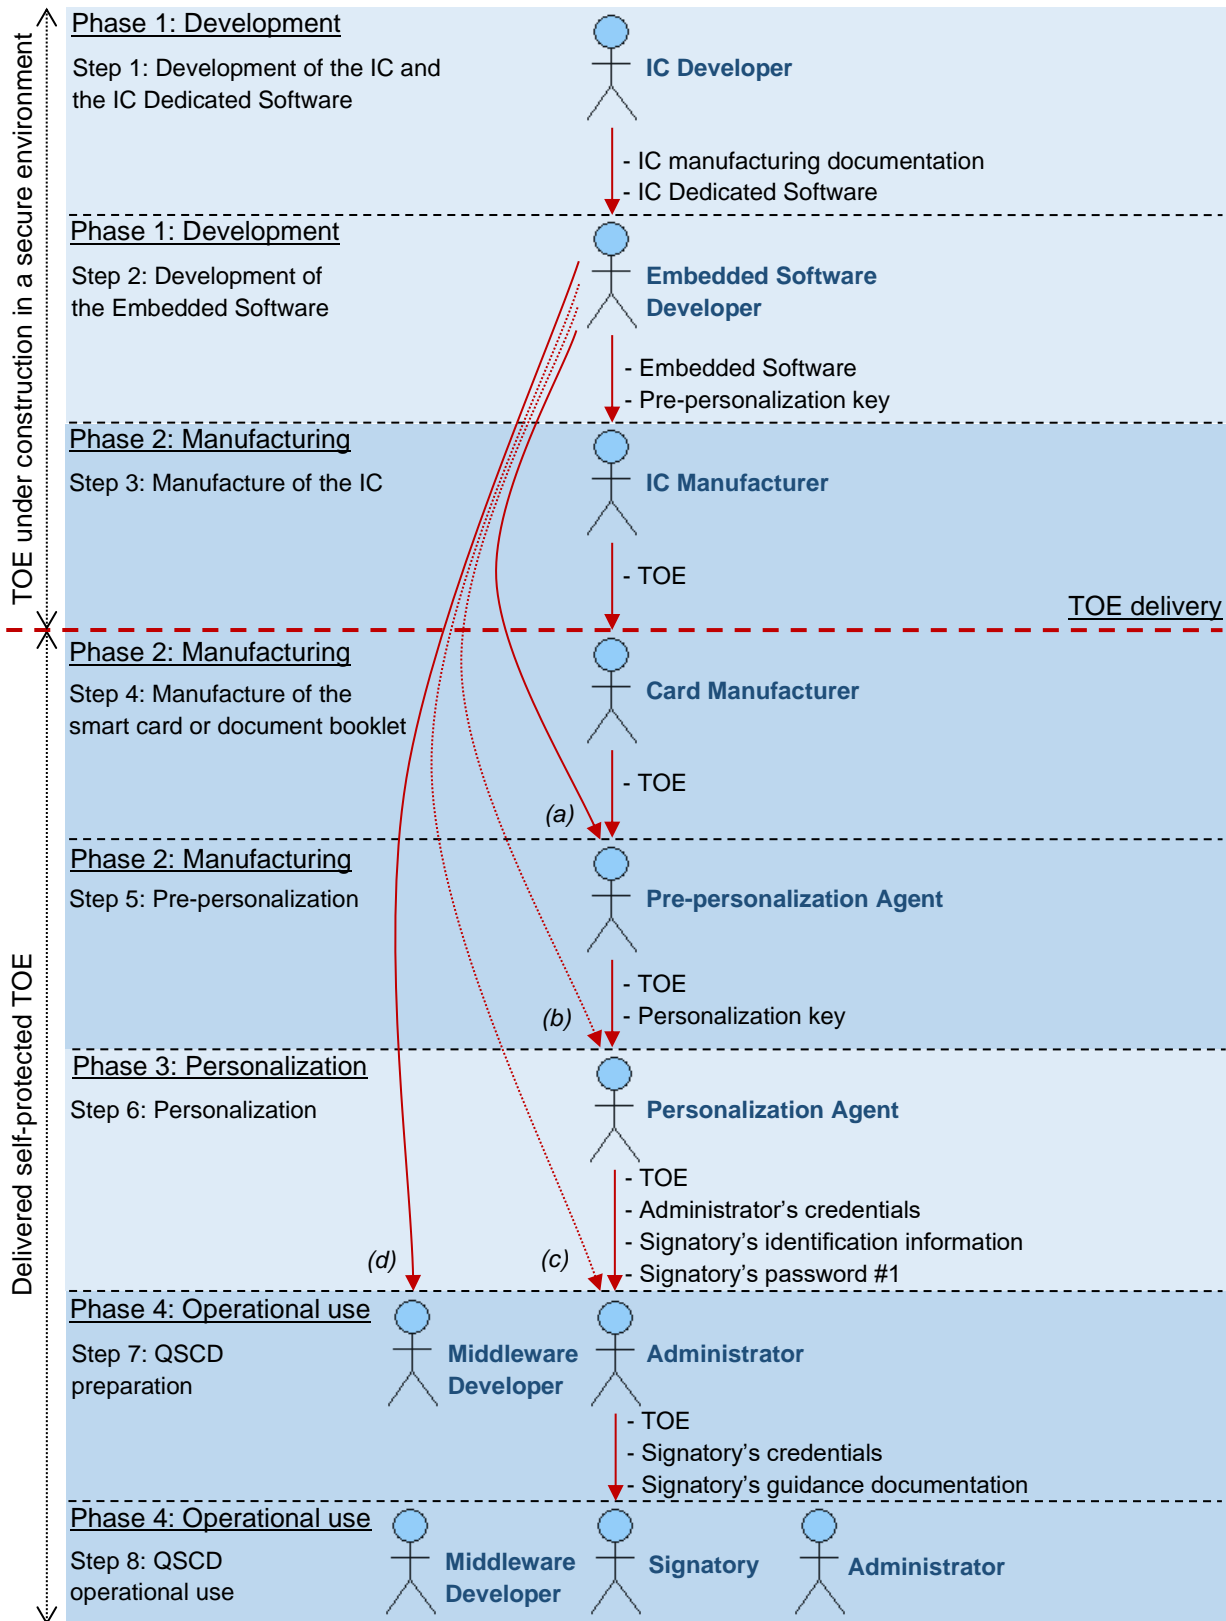 TOE under construction in a secure environment
Phase 1: Development
Step 1: Development of the IC and
the IC Dedicated Software
IC Developer
- IC manufacturing documentation
- IC Dedicated Software
Phase 1: Development
Step 2: Development of
the Embedded Software
Embedded Software
Developer
- Embedded Software
- Pre-personalization key
Phase 2: Manufacturing
Step 3: Manufacture of the IC
IC Manufacturer
- TOE
TOE delivery
Delivered self-protected TOE
Phase 2: Manufacturing
Step 4: Manufacture of the
smart card or document booklet
Card Manufacturer
- TOE
(a)
Phase 2: Manufacturing
Step 5: Pre-personalization
Pre-personalization Agent
- TOE
- Personalization key
(b)
Phase 3: Personalization
Step 6: Personalization
Personalization Agent
- TOE
- Administrator’s credentials
- Signatory’s identification information
- Signatory’s password #1
(d)
(c)
Phase 4: Operational use
Step 7: QSCD
preparation
Middleware
Developer
Administrator
- TOE
- Signatory’s credentials
- Signatory’s guidance documentation
Phase 4: Operational use
Step 8: QSCD
operational use
Middleware
Developer
Signatory
Administrator